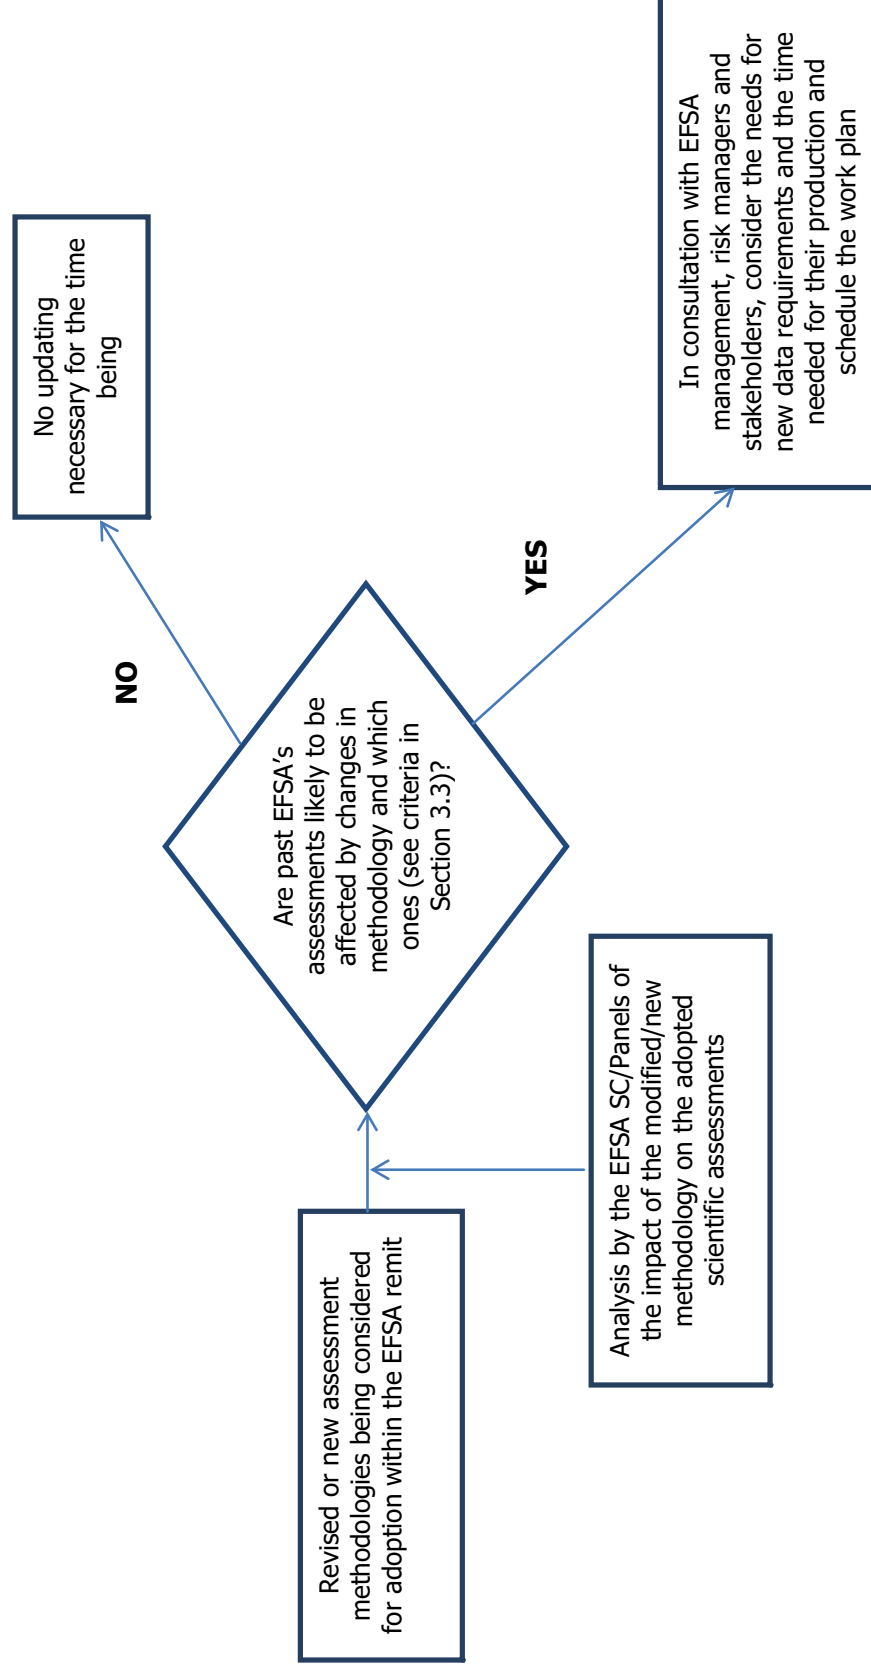 Revised or new assessment
methodologies being considered
for adoption within the EFSA remit
Analysis by the EFSA SC/Panels of
the impact of the modified/new
methodology on the adopted
scientific assessments
Are past EFSA’s
assessments likely to be
affected by changes in
methodology and which
ones (see criteria in
Section 3.3)?
NO
No updating
necessary for the time
being
YES
In consultation with EFSA
management, risk managers and
stakeholders, consider the needs for
new data requirements and the time
needed for their production and
schedule the work plan